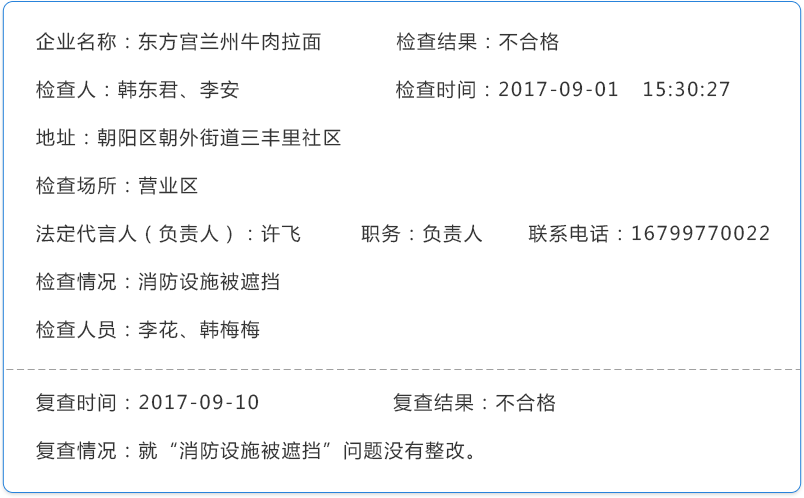 企业名称：东方宫兰州牛肉拉面 检查结果：不合格
检查人：韩东君、李安 检查时间：2017-09-01 15:30:27
地址：朝阳区朝外街道三丰里社区
检查场所：营业区
法定代言人（负责人）：许飞 职务：负责人 联系电话：16799770022
检查情况：消防设施被遮挡
检查人员：李花、韩梅梅
复查时间：2017-09-10 复查结果：不合格
复查情况：就“消防设施被遮挡”问题没有整改。